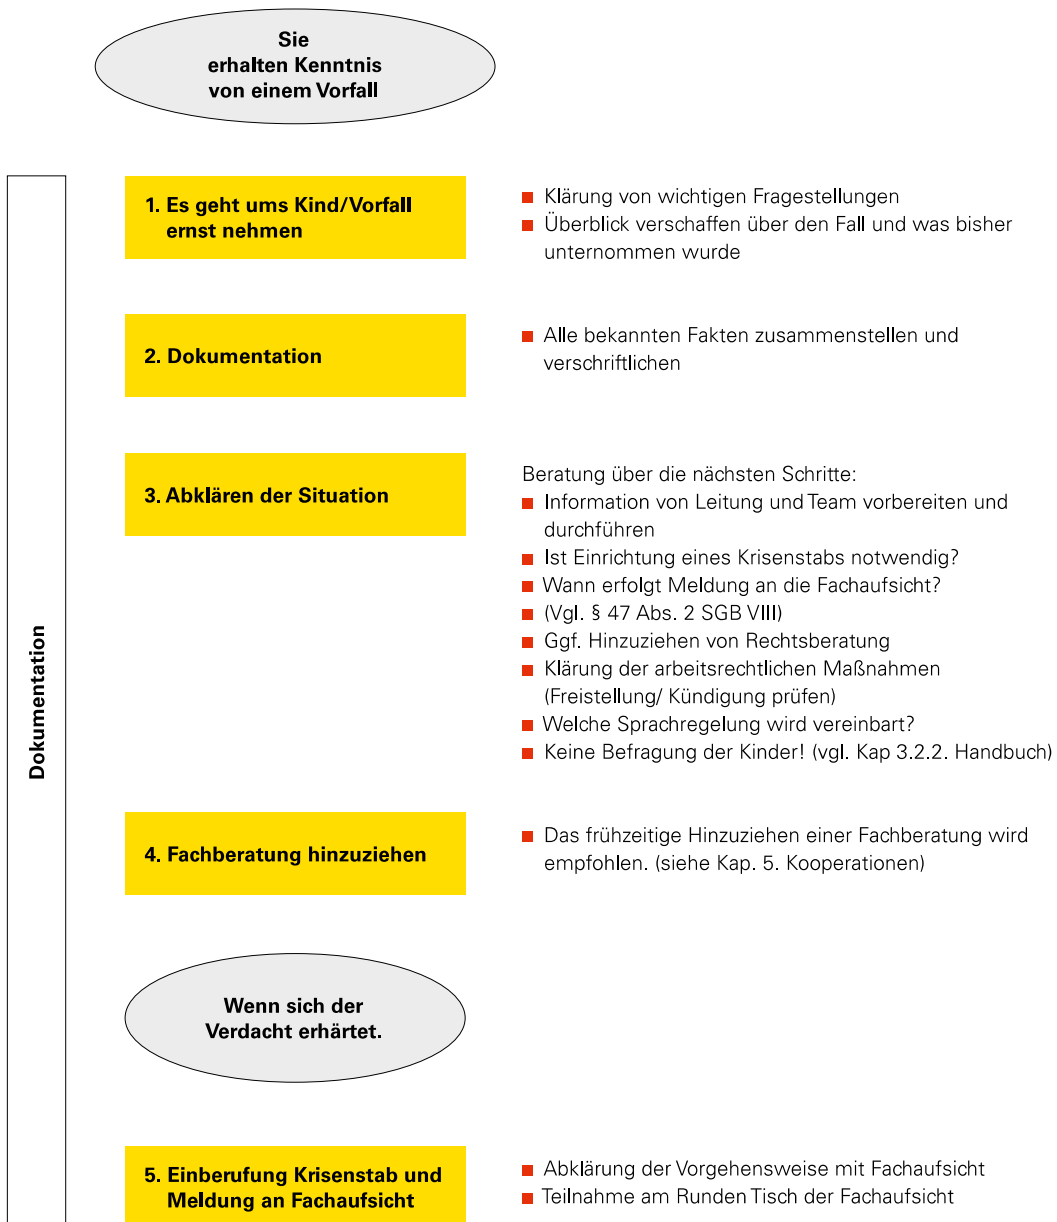 Sie
erhalten Kenntnis
von einem Vorfall
Dokumentation
1. Es geht ums Kind/Vorfall
ernst nehmen
■ Klärung von wichtigen Fragestellungen
■ Überblick verschaffen über den Fall und was bisher
unternommen wurde
2. Dokumentation
■ Alle bekannten Fakten zusammenstellen und
verschriftlichen
3. Abklären der Situation
Beratung über die nächsten Schritte:
■ Information von Leitung und Team vorbereiten und
durchführen
■ Ist Einrichtung eines Krisenstabs notwendig?
■ Wann erfolgt Meldung an die Fachaufsicht?
■ (Vgl. § 47 Abs. 2 SGB VIII)
■ Ggf. Hinzuziehen von Rechtsberatung
■ Klärung der arbeitsrechtlichen Maßnahmen
(Freistellung/ Kündigung prüfen)
■ Welche Sprachregelung wird vereinbart?
■ Keine Befragung der Kinder! (vgl. Kap 3.2.2. Handbuch)
4. Fachberatung hinzuziehen
■ Das frühzeitige Hinzuziehen einer Fachberatung wird
empfohlen. (siehe Kap. 5. Kooperationen)
Wenn sich der
Verdacht erhärtet.
5. Einberufung Krisenstab und
Meldung an Fachaufsicht
■ Abklärung der Vorgehensweise mit Fachaufsicht
■ Teilnahme am Runden Tisch der Fachaufsicht